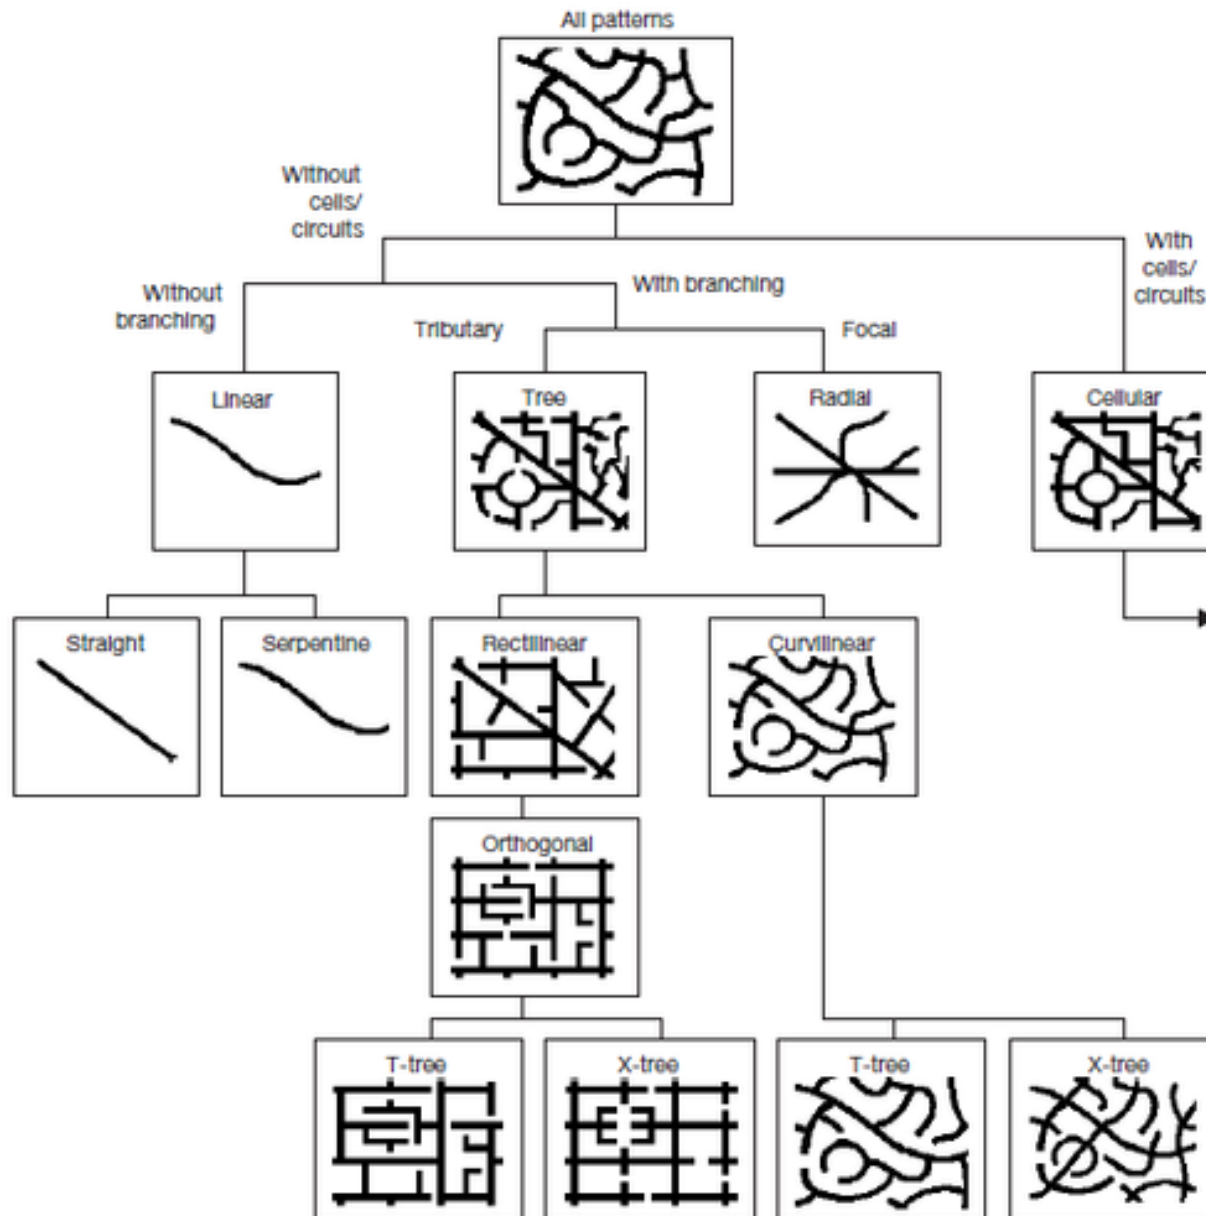 All patterns
Without
cells/
circuits
With
cells/
circuits
Without
branching
With branching
Tributary
Focal
Linear
Tree
Radial
Cellular
Straight
Serpentine
Rectilinear
Curvilinear
Orthogonal
T-tree
X-tree
T-tree
X-tree